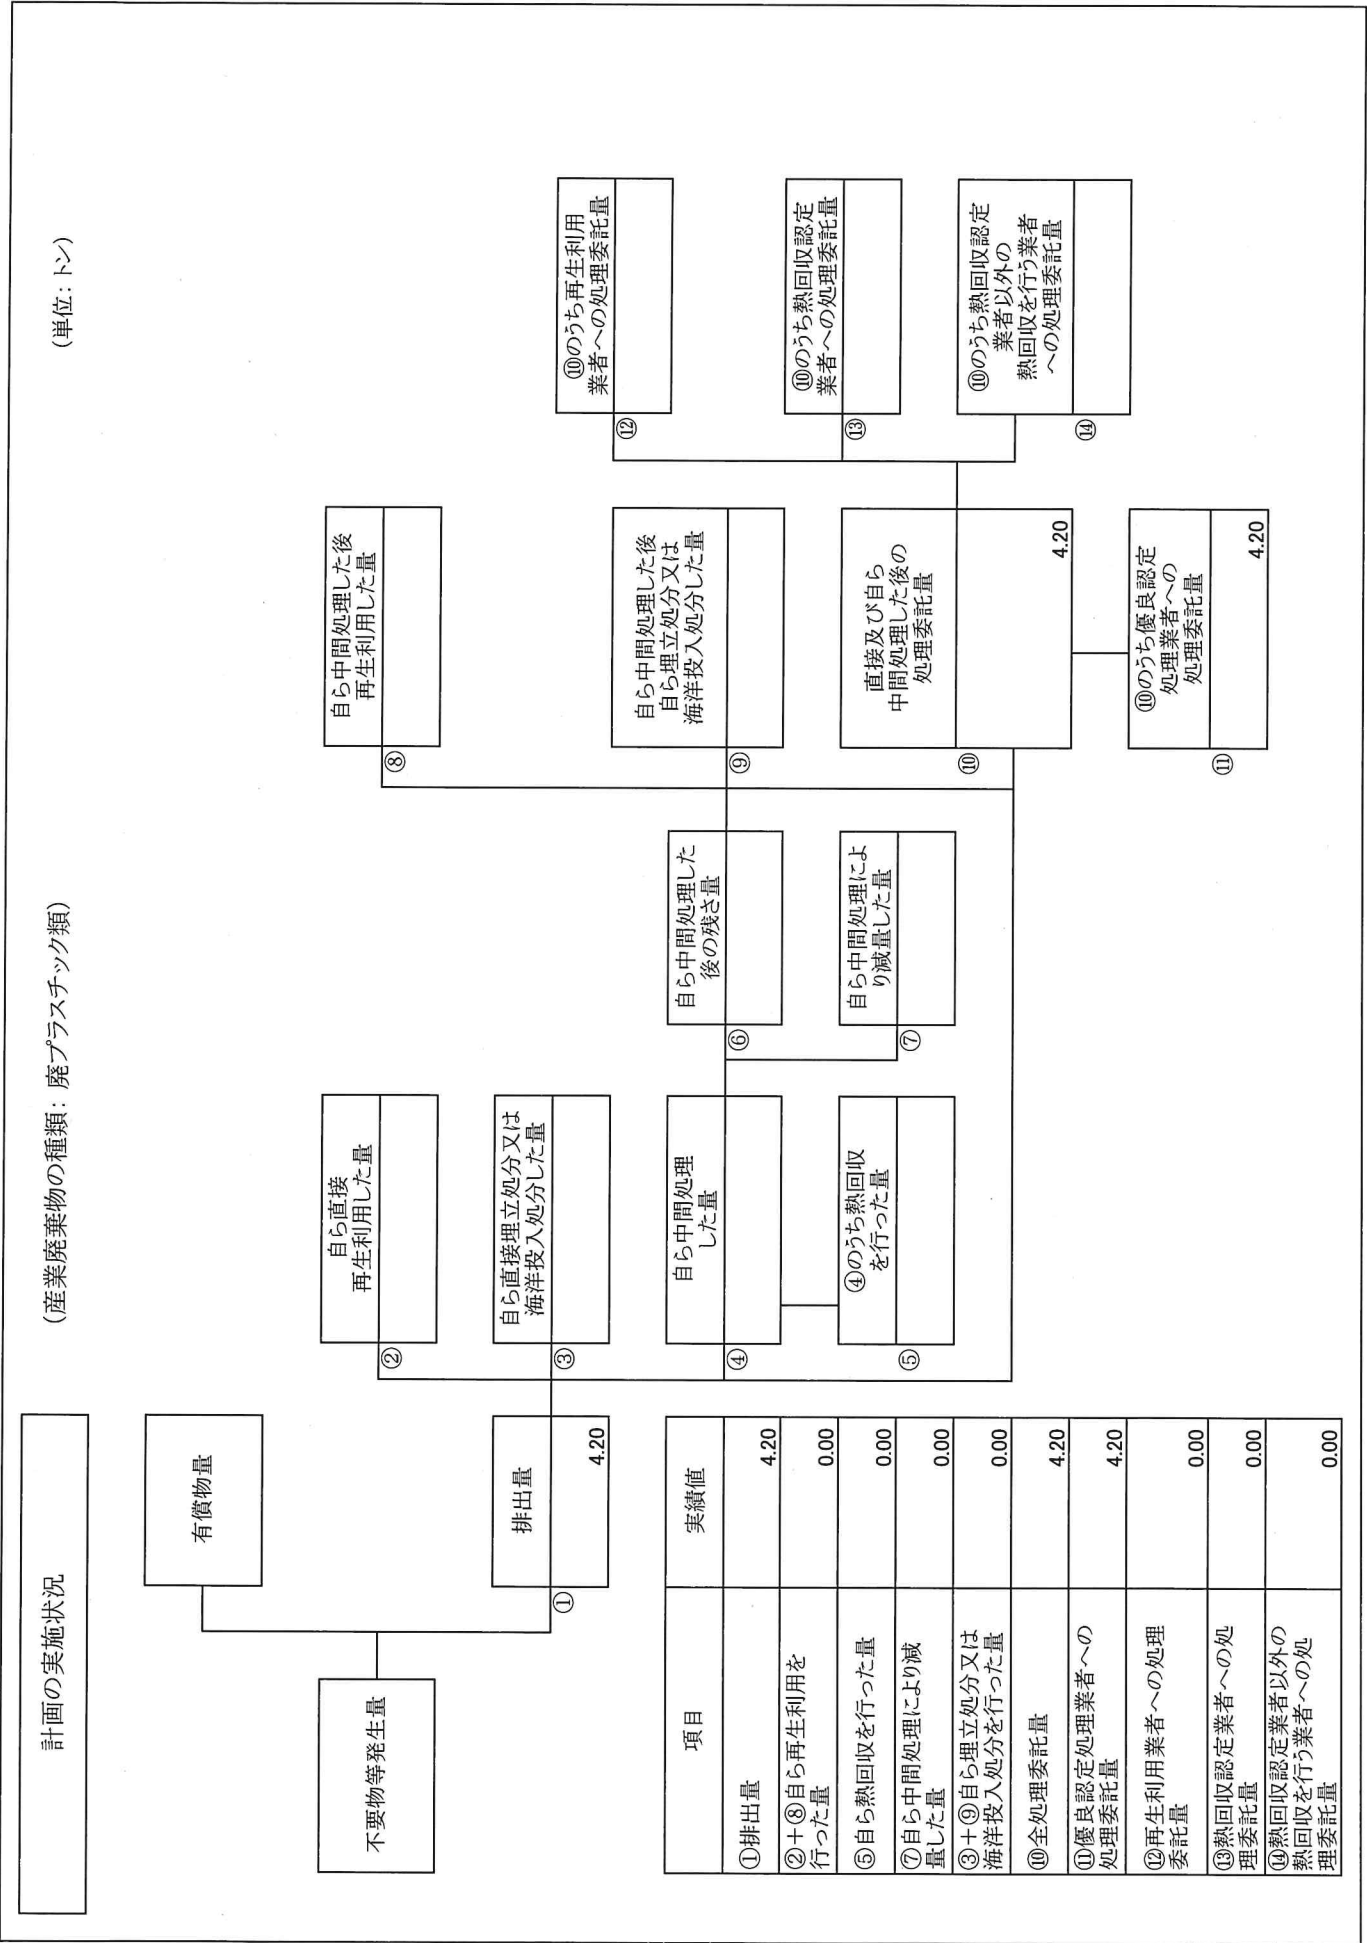 計画の実施状況
(産業廃棄物の種類：廃プラスチック類)
(単位：トン)
不要物等発生量
有償物量
排出量
①
4.20
自ら直接
再生利用した量
②
自ら直接埋立処分又は
海洋投入処分した量
③
自ら中間処理
した量
④
④のうち熱回収
を行った量
⑤
自ら中間処理した
後の残さ量
⑥
自ら中間処理によ
り減量した量
⑦
自ら中間処理した後
再生利用した量
⑧
自ら中間処理した後
自ら埋立処分又は
海洋投入処分した量
⑨
直接及び自ら
中間処理した後の
処理委託量
⑩
4.20
⑩のうち優良認定
処理業者への
処理委託量
⑪
4.20
⑩のうち再生利用
業者への処理委託量
⑫
⑩のうち熱回収認定
業者への処理委託量
⑬
⑩のうち熱回収認定
業者以外の
熱回収を行う業者
への処理委託量
⑭
項目 実績値
①排出量 4.20
②＋⑧自ら再生利用を
行った量 0.00
⑤自ら熱回収を行った量 0.00
⑦自ら中間処理により減
量した量 0.00
③＋⑨自ら埋立処分又は
海洋投入処分を行った量 0.00
⑩全処理委託量 4.20
⑪優良認定処理業者への
処理委託量 4.20
⑫再生利用業者への処理
委託量 0.00
⑬熱回収認定業者への処
理委託量 0.00
⑭熱回収認定業者以外の
熱回収を行う業者への処
理委託量 0.00